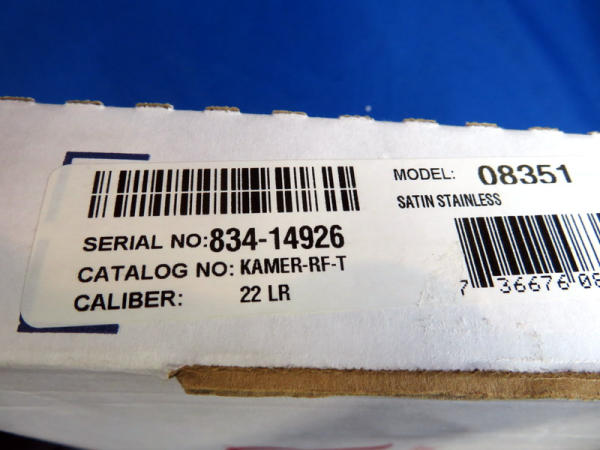 MODEL: 08351
SATIN STAINLESS
SERIAL NO:834-14926
CATALOG NO: KAMER-RF-T
CALIBER: 22 LR
7 36676 08